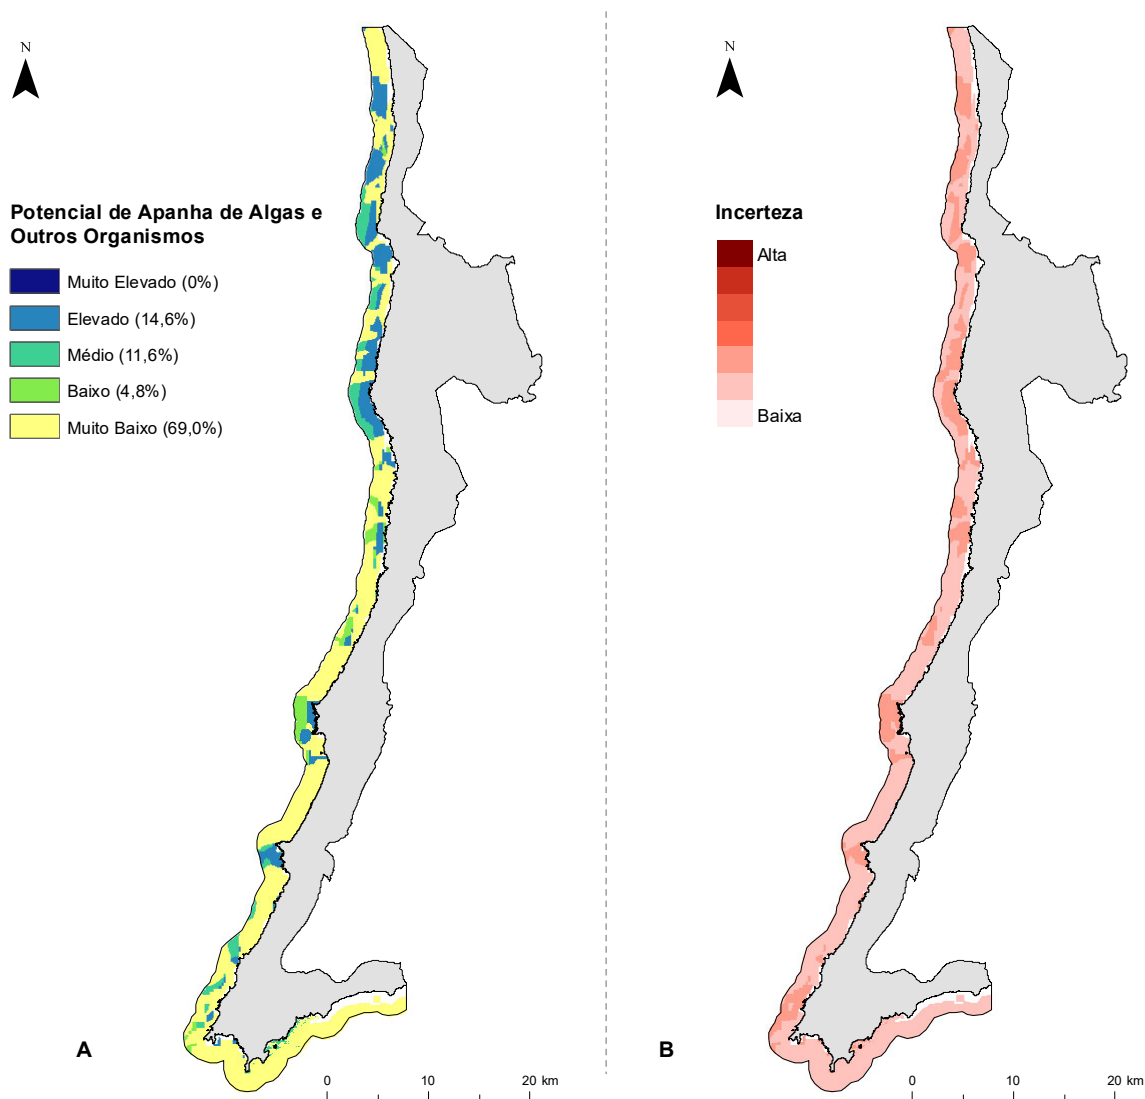 N
Potencial de Apanha de Algas e
Outros Organismos
Muito Elevado (0%)
Elevado (14,6%)
Médio (11,6%)
Baixo (4,8%)
Muito Baixo (69,0%)
A
0 10 20 km
N
Incerteza
Alta
Baixa
B
0 10 20 km